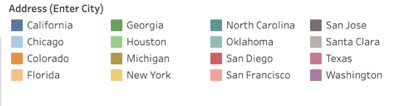 Address (Enter City)
California Georgia North Carolina San Jose
Chicago Houston Oklahoma Santa Clara
Colorado Michigan San Diego Texas
Florida New York San Francisco Washington